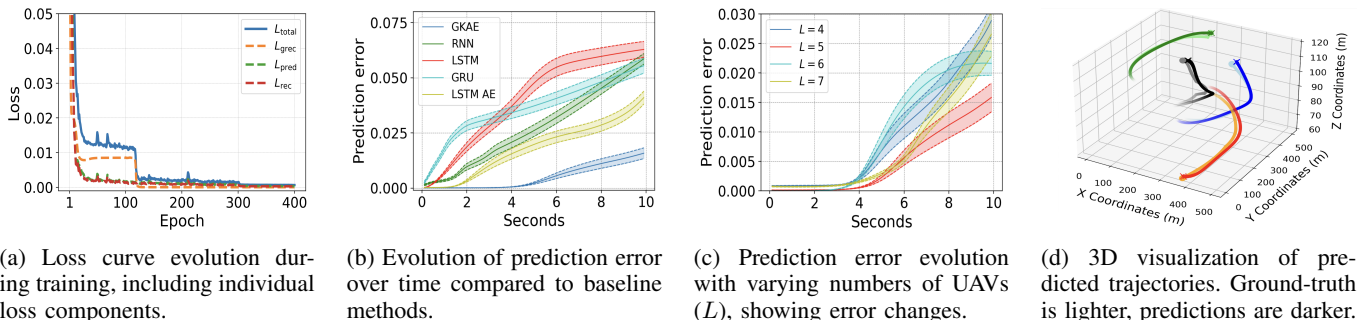 0.05
0.04
0.03
0.02
0.01
0.00
Loss
1
100
200
300
400
Epoch
L_total
L_grec
L_pred
L_rec
0.075
0.050
0.025
0.000
Prediction error
0
2
4
6
8
10
Seconds
GKAE
RNN
LSTM
GRU
LSTM AE
0.030
0.025
0.020
0.015
0.010
0.005
0.000
Prediction error
0
2
4
6
8
10
Seconds
L = 4
L = 5
L = 6
L = 7
120
110
100
90
80
70
60
Z Coordinates (m)
0
100
200
300
400
500
X Coordinates (m)
0
100
200
300
400
500
Y Coordinates (m)
(a) Loss curve evolution dur-
ing training, including individual
loss components.
(b) Evolution of prediction error
over time compared to baseline
methods.
(c) Prediction error evolution
with varying numbers of UAVs
(L), showing error changes.
(d) 3D visualization of pre-
dicted trajectories. Ground-truth
is lighter, predictions are darker.